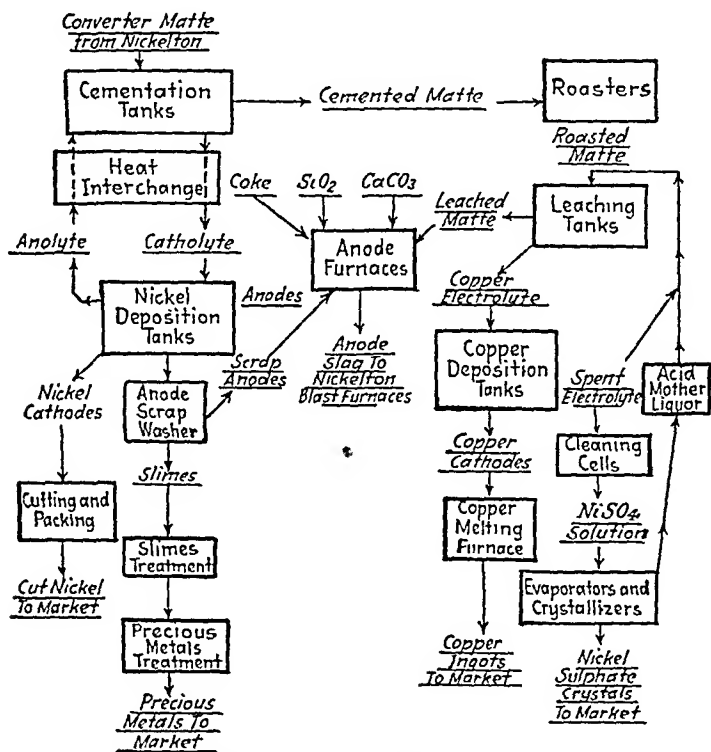 Converter Matte
from Nickelton
Cementation
Tanks
Cemented Matte
Roasters
Roasted
Matte
Heat
Interchange
Coke
SiO2
CaCO3
Leached
Matte
Leaching
Tanks
Anolyte
Catholyte
Anode
Furnaces
Nickel
Deposition
Tanks
Anodes
Copper
Electrolyte
Scrap
Anodes
Anode
Slag To
Nickelton
Blast Furnaces
Copper
Deposition
Tanks
Spent
Electrolyte
Acid
Mother
Liquor
Nickel
Cathodes
Anode
Scrap
Washer
Copper
Cathodes
Cleaning
Cells
Slimes
Cutting and
Packing
Copper
Melting
Furnace
NiSO4
Solution
Slimes
Treatment
Cut Nickel
To Market
Evaporators and
Crystallizers
Precious
Metals
Treatment
Copper
Ingots
To Market
Nickel
Sulphate
Crystals
To Market
Precious
Metals To
Market